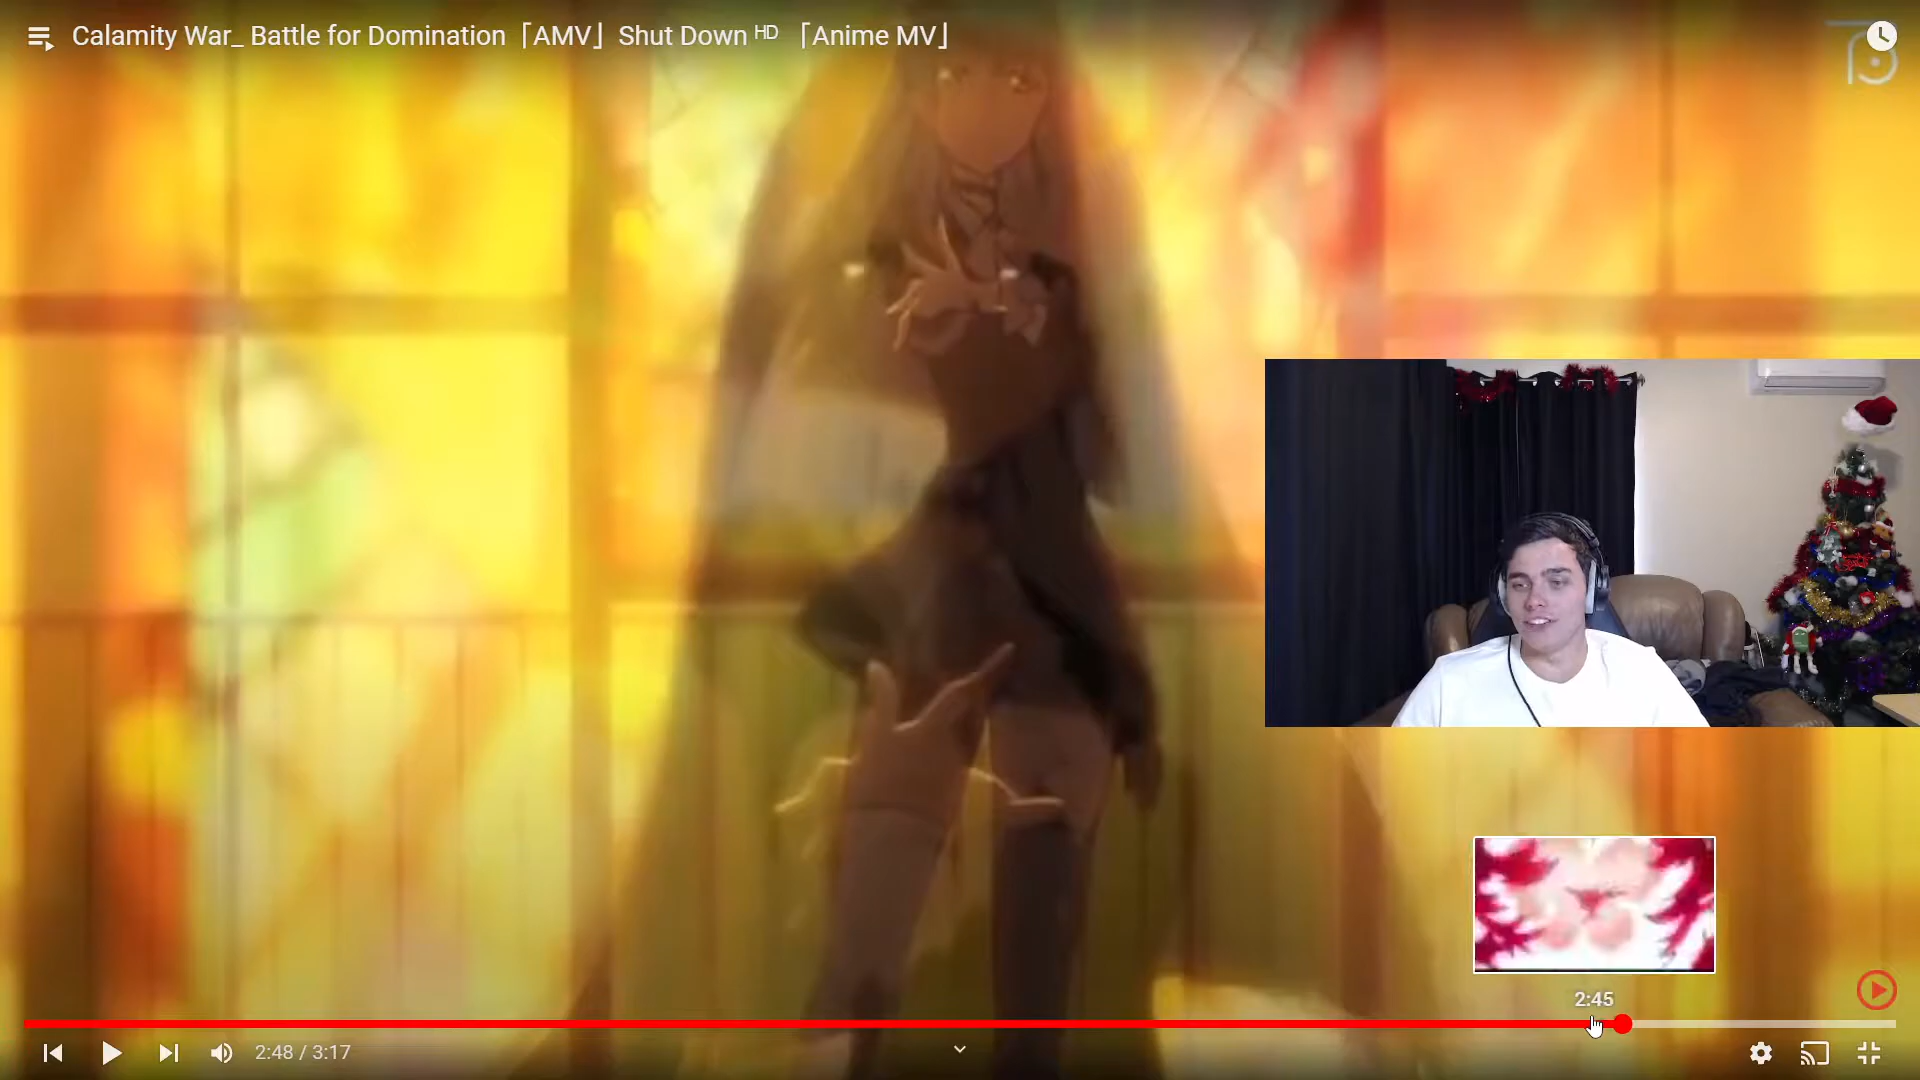 Calamity War_ Battle for Domination「AMV」Shut Down ᴴᴰ 「Anime MV」
2:45
2:48 / 3:17